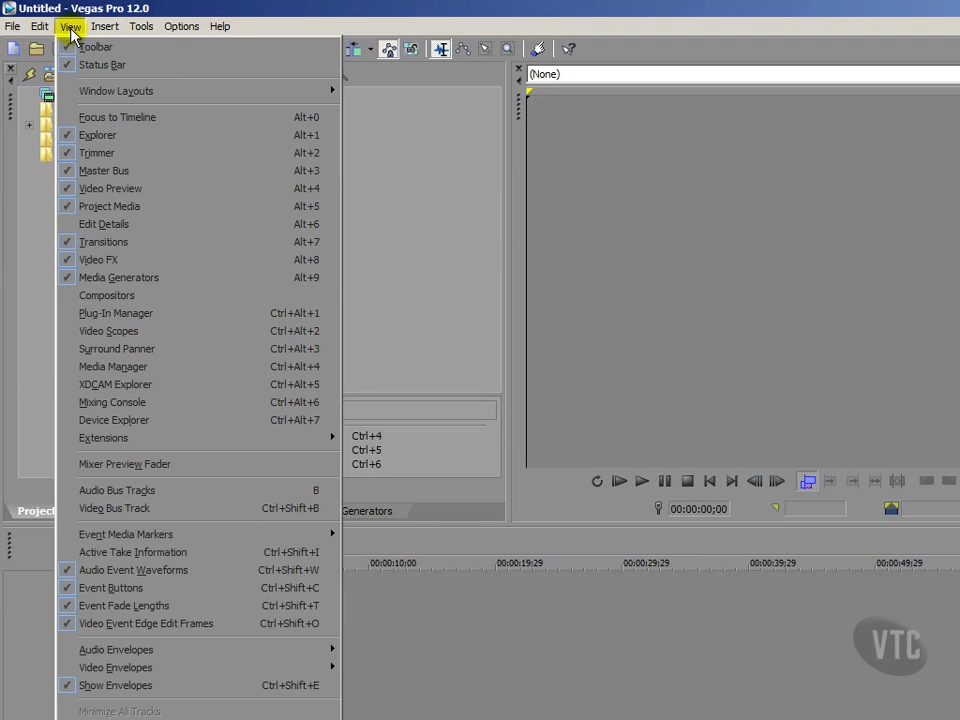 Untitled - Vegas Pro 12.0
File Edit View Insert Tools Options Help
Toolbar
Status Bar
(None)
Window Layouts
Focus to Timeline Alt+0
Explorer Alt+1
Trimmer Alt+2
Master Bus Alt+3
Video Preview Alt+4
Project Media Alt+5
Edit Details Alt+6
Transitions Alt+7
Video FX Alt+8
Media Generators Alt+9
Compositors
Plug-In Manager Ctrl+Alt+1
Video Scopes Ctrl+Alt+2
Surround Panner Ctrl+Alt+3
Media Manager Ctrl+Alt+4
XDCAM Explorer Ctrl+Alt+5
Mixing Console Ctrl+Alt+6
Device Explorer Ctrl+Alt+7
Extensions
Ctrl+4
Ctrl+5
Ctrl+6
Mixer Preview Fader
Audio Bus Tracks B
Video Bus Track Ctrl+Shift+B
Project
Generators
00:00:00;00
Event Media Markers
Active Take Information Ctrl+Shift+I
Audio Event Waveforms Ctrl+Shift+W
Event Buttons Ctrl+Shift+C
Event Fade Lengths Ctrl+Shift+T
Video Event Edge Edit Frames Ctrl+Shift+O
00:00:10;00 00:00:19;29 00:00:29;29 00:00:39;29 00:00:49;29
Audio Envelopes
Video Envelopes
Show Envelopes Ctrl+Shift+E
Minimize All Tracks
VTC